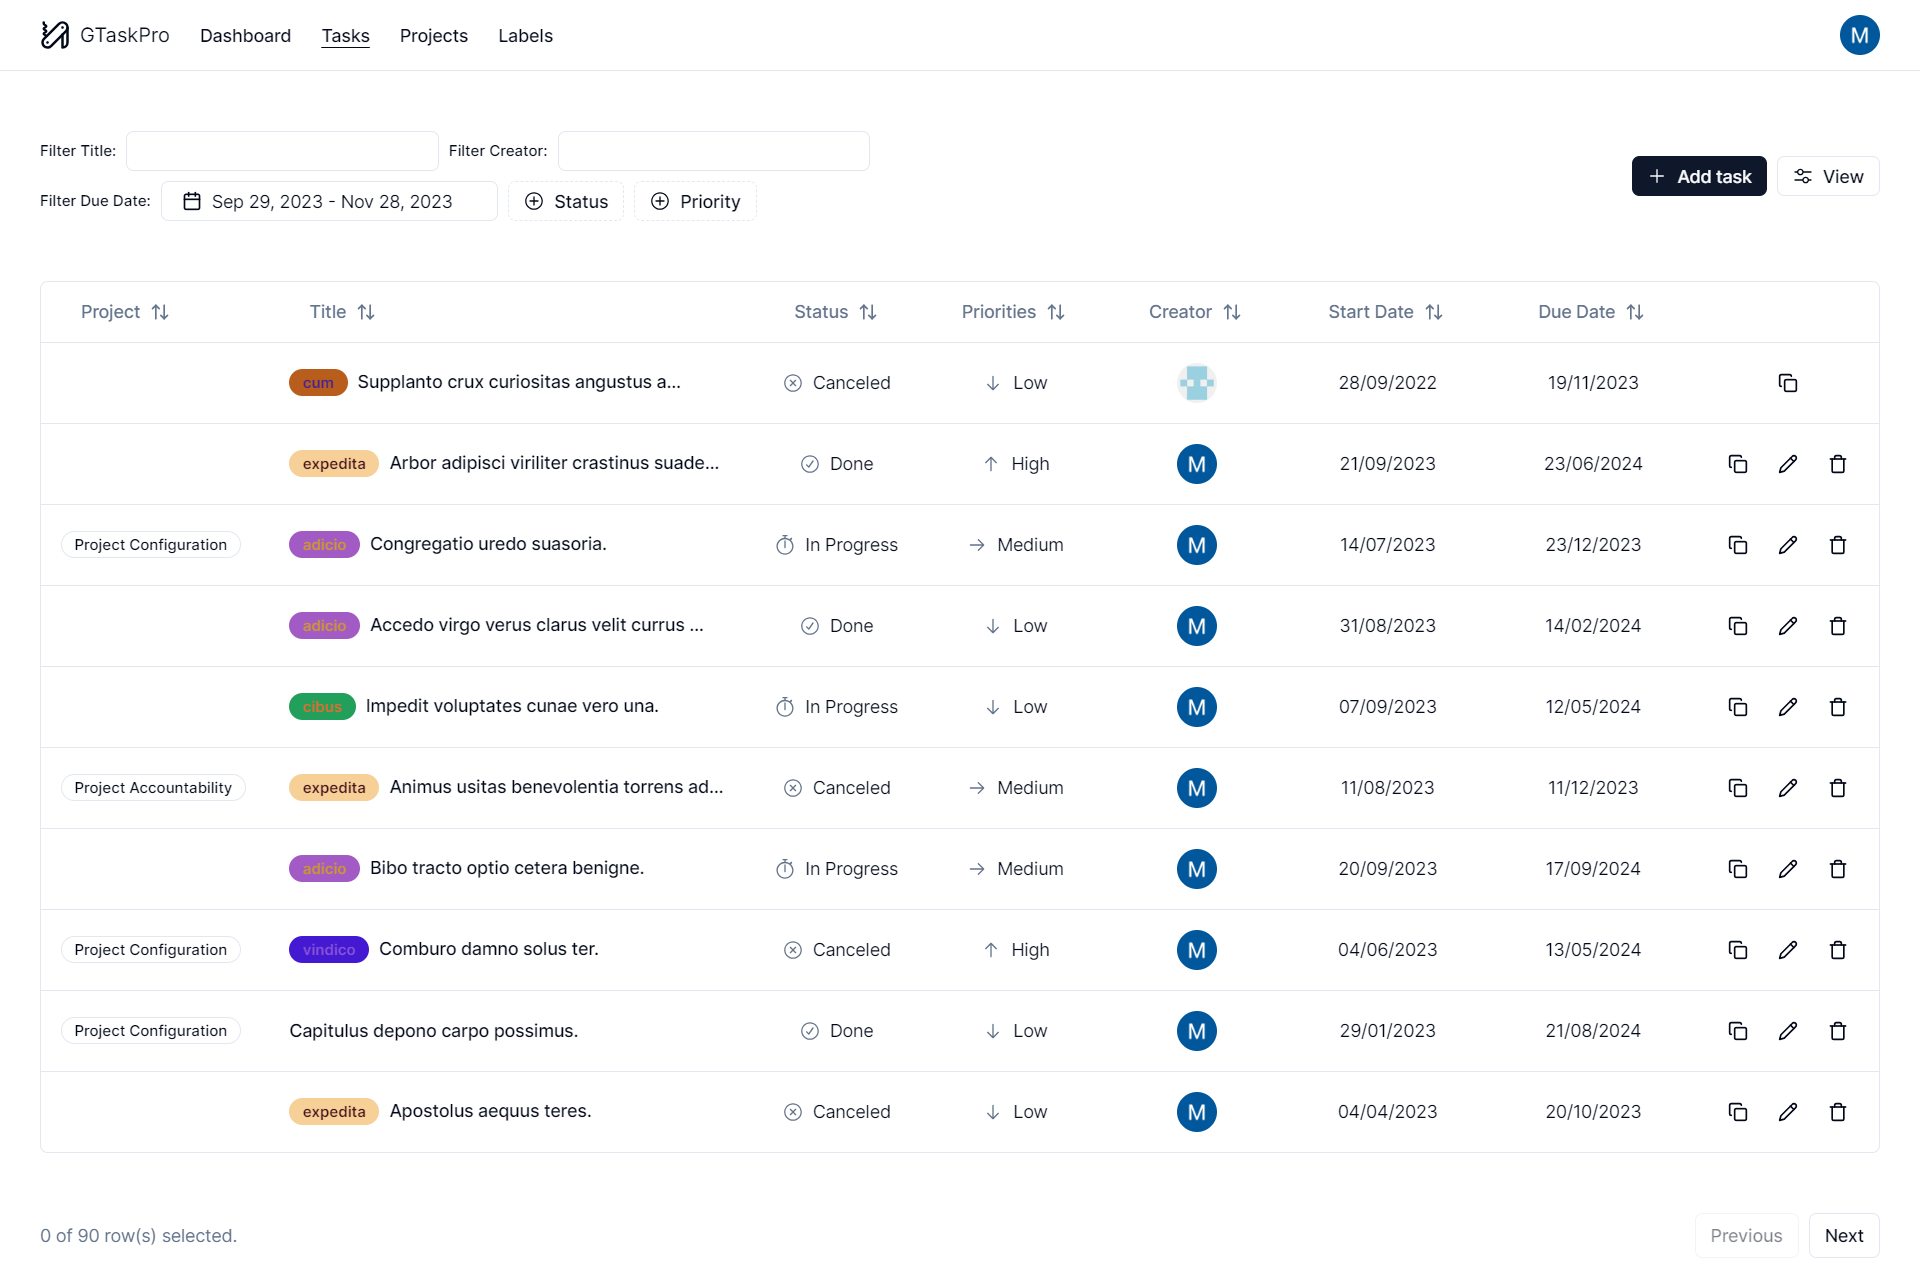 GTaskPro Dashboard Tasks Projects Labels M
Filter Title: Filter Creator:
Filter Due Date: Sep 29, 2023 - Nov 28, 2023 Status Priority
Add task View
Project Title Status Priorities Creator Start Date Due Date
cum Supplanto crux curiositas angustus a... Canceled Low 28/09/2022 19/11/2023
expedita Arbor adipisci viriliter crastinus suade... Done High M 21/09/2023 23/06/2024
Project Configuration adicio Congregatio uredo suasoria. In Progress Medium M 14/07/2023 23/12/2023
adicio Accedo virgo verus clarus velit currus ... Done Low M 31/08/2023 14/02/2024
cibus Impedit voluptates cunae vero una. In Progress Low M 07/09/2023 12/05/2024
Project Accountability expedita Animus usitas benevolentia torrens ad... Canceled Medium M 11/08/2023 11/12/2023
adicio Bibo tracto optio cetera benigne. In Progress Medium M 20/09/2023 17/09/2024
Project Configuration vindico Comburo damno solus ter. Canceled High M 04/06/2023 13/05/2024
Project Configuration Capitulus depono carpo possimus. Done Low M 29/01/2023 21/08/2024
expedita Apostolus aequus teres. Canceled Low M 04/04/2023 20/10/2023
0 of 90 row(s) selected. Previous Next